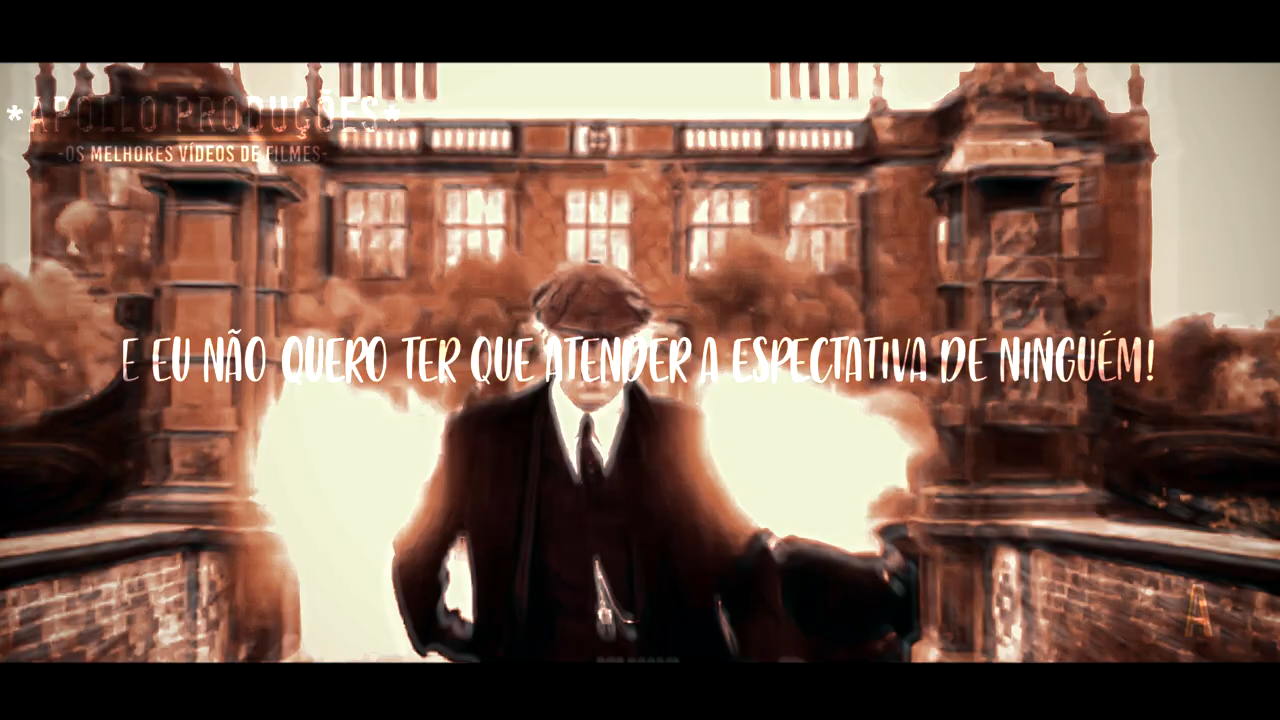 *APOLLO PRODUÇÕES*
-OS MELHORES VÍDEOS DE FILMES-
E EU NÃO QUERO TER QUE ATENDER A ESPECTATIVA DE NINGUÉM!
A